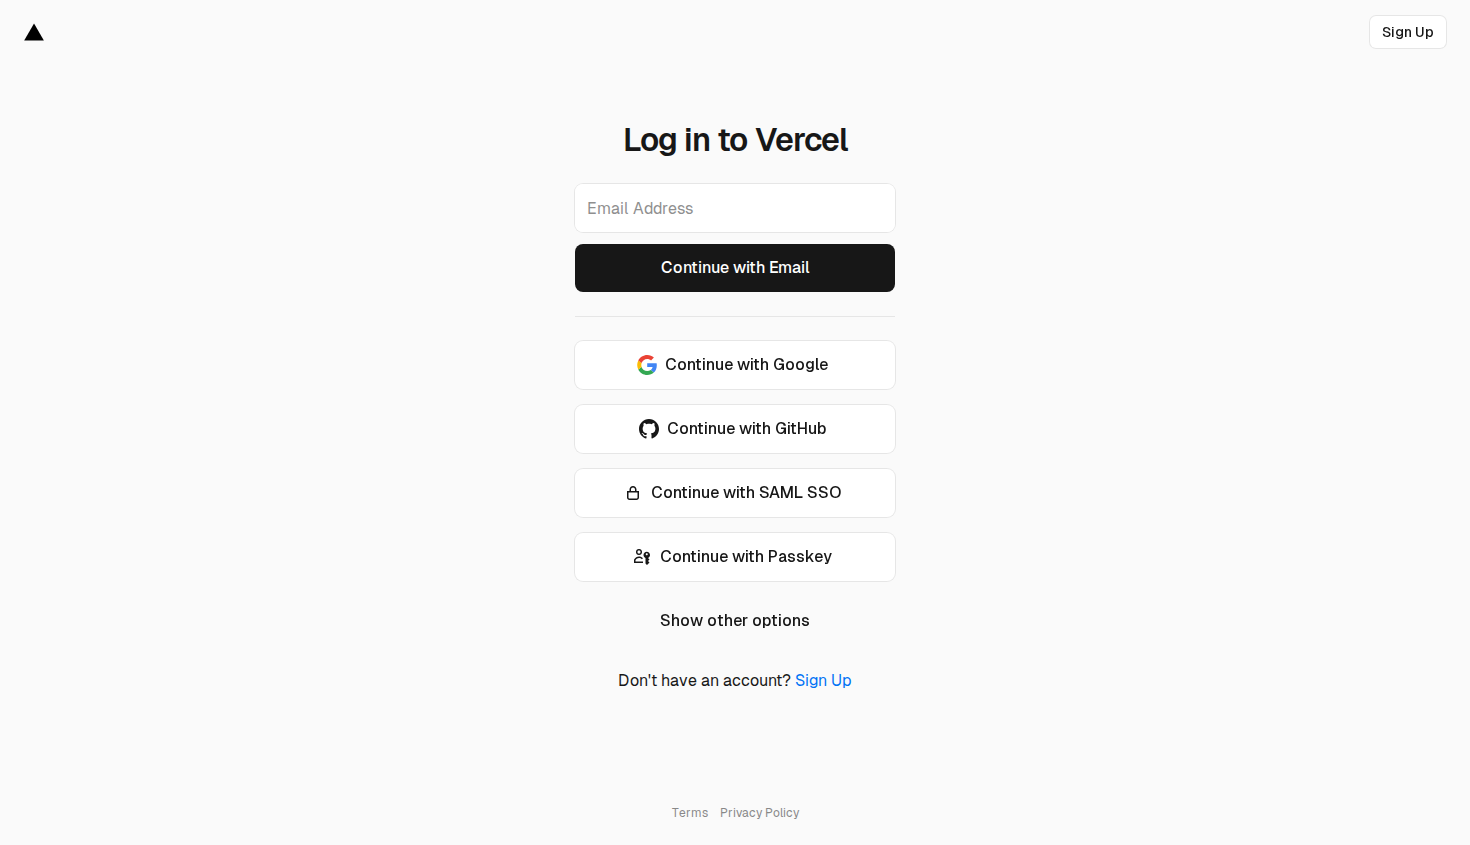 Sign Up
Log in to Vercel
Email Address
Continue with Email
Continue with Google
Continue with GitHub
Continue with SAML SSO
Continue with Passkey
Show other options
Don't have an account? Sign Up
Terms Privacy Policy